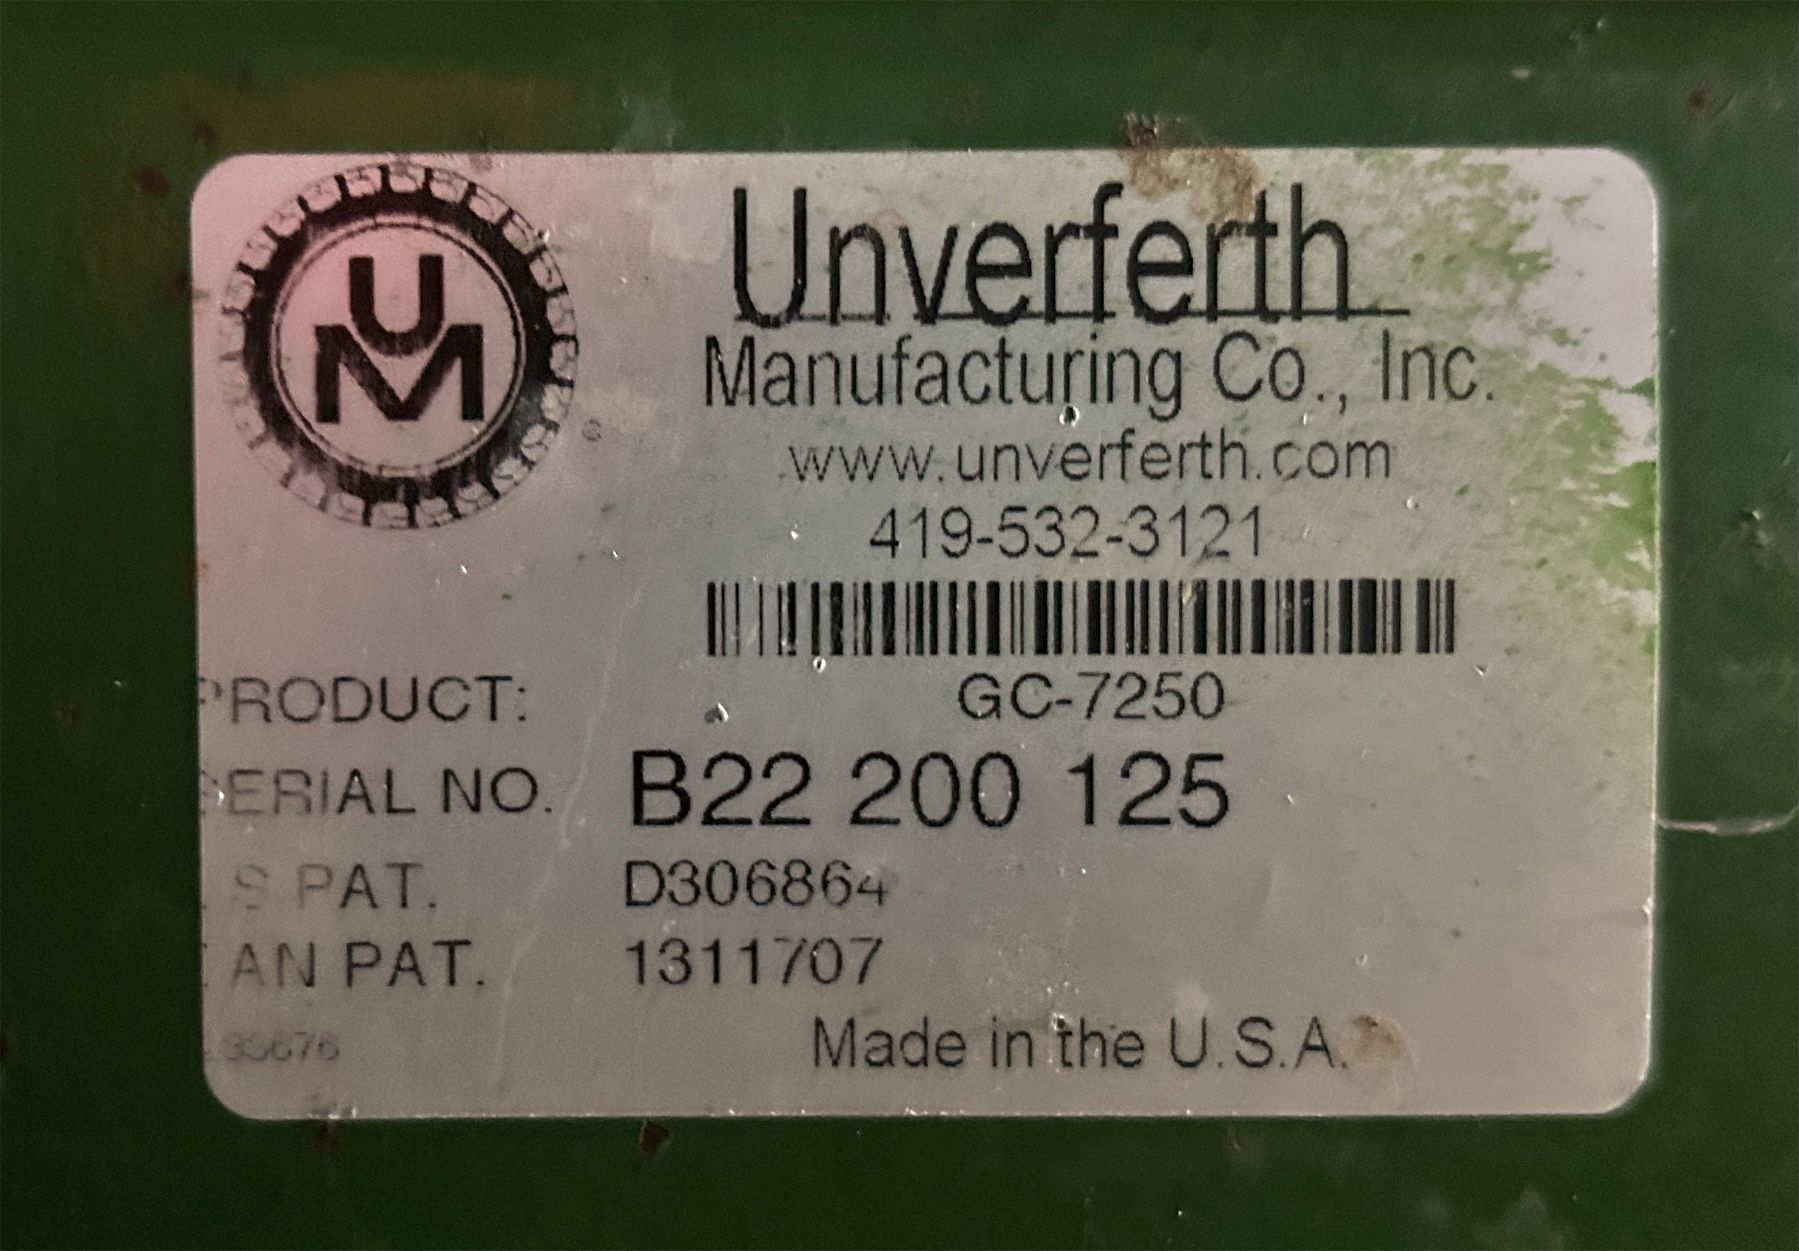 UM
®
Unverferth
Manufacturing Co., Inc.
www.unverferth.com
419-532-3121
PRODUCT: GC-7250
SERIAL NO. B22 200 125
S PAT. D306864
AN PAT. 1311707
Made in the U.S.A.